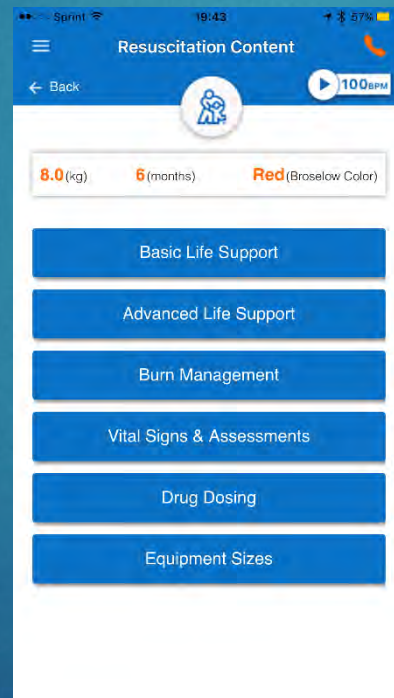 Sprint 19:43 57%
Resuscitation Content
Back
100BPM
8.0(kg) 6(months) Red(Broselow Color)
Basic Life Support
Advanced Life Support
Burn Management
Vital Signs & Assessments
Drug Dosing
Equipment Sizes